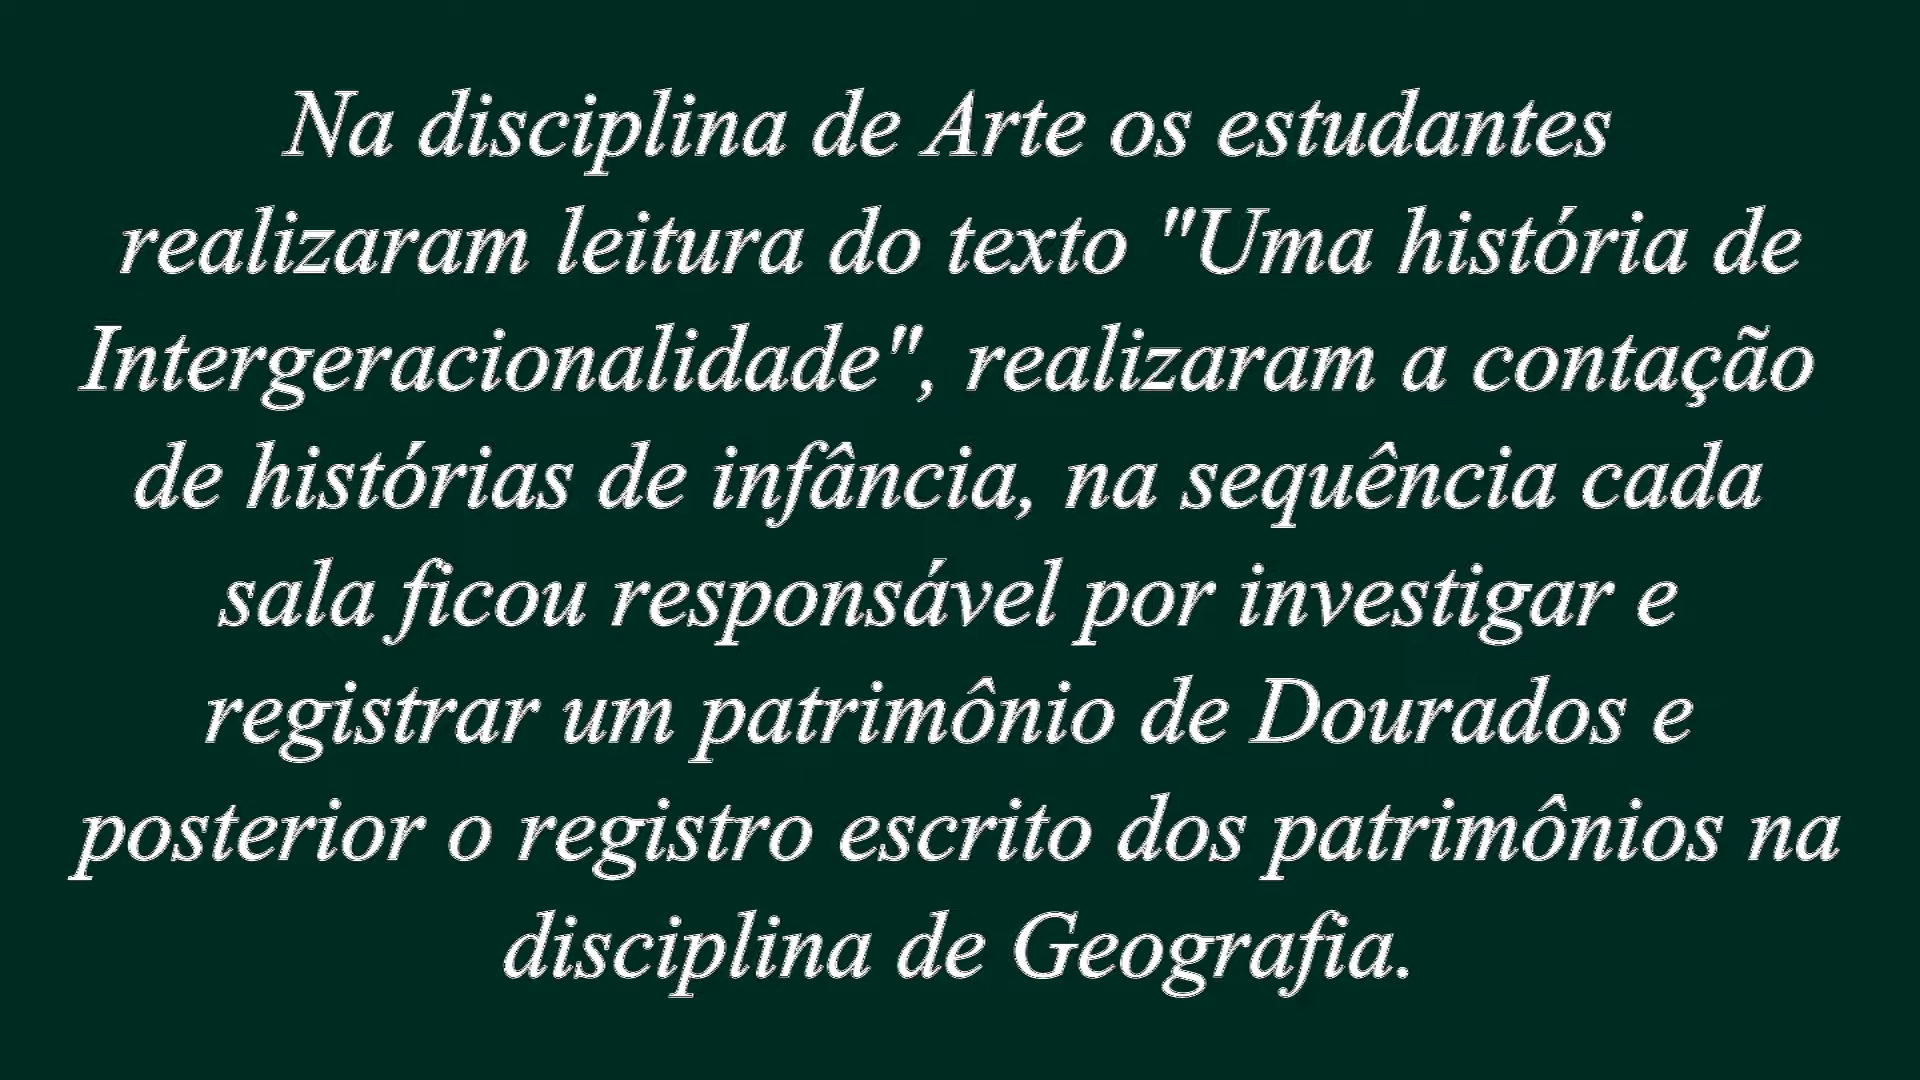 Na disciplina de Arte os estudantes
realizaram leitura do texto "Uma história de
Intergeracionalidade", realizaram a contação
de histórias de infância, na sequência cada
sala ficou responsável por investigar e
registrar um patrimônio de Dourados e
posterior o registro escrito dos patrimônios na
disciplina de Geografia.